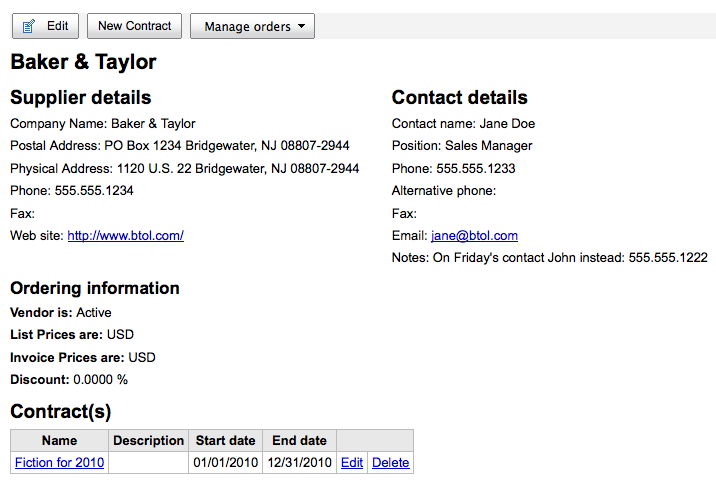 Edit New Contract Manage orders
Baker & Taylor
Supplier details
Company Name: Baker & Taylor
Postal Address: PO Box 1234 Bridgewater, NJ 08807-2944
Physical Address: 1120 U.S. 22 Bridgewater, NJ 08807-2944
Phone: 555.555.1234
Fax:
Web site: http://www.btol.com/
Contact details
Contact name: Jane Doe
Position: Sales Manager
Phone: 555.555.1233
Alternative phone:
Fax:
Email: jane@btol.com
Notes: On Friday's contact John instead: 555.555.1222
Ordering information
Vendor is: Active
List Prices are: USD
Invoice Prices are: USD
Discount: 0.0000 %
Contract(s)
Name Description Start date End date
Fiction for 2010 01/01/2010 12/31/2010 Edit Delete